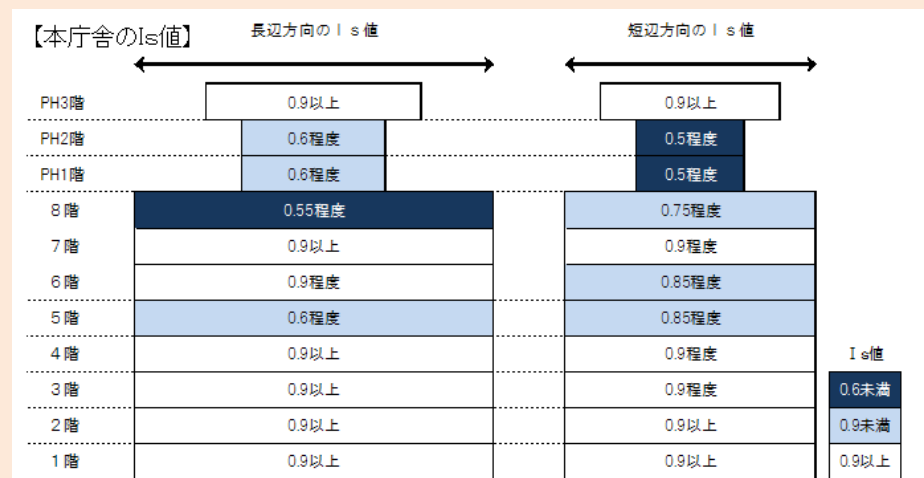 【本庁舎のIs値】 長辺方向のＩｓ値 短辺方向のＩｓ値
PH3階 0.9以上 0.9以上
PH2階 0.6程度 0.5程度
PH1階 0.6程度 0.5程度
8階 0.55程度 0.75程度
7階 0.9以上 0.9程度
6階 0.9程度 0.85程度
5階 0.6程度 0.85程度
4階 0.9以上 0.9程度 Ｉs値
3階 0.9以上 0.9程度 0.6未満
2階 0.9以上 0.9以上 0.9未満
1階 0.9以上 0.9以上 0.9以上